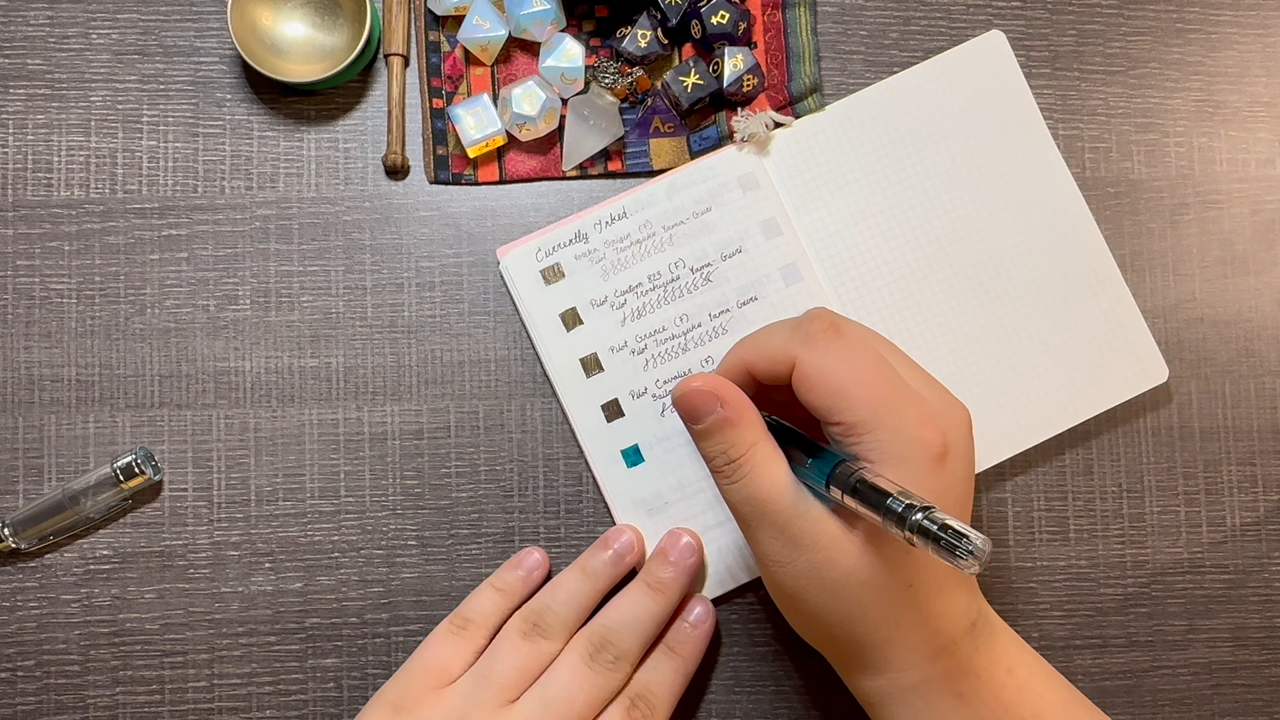 Currently Inked...
Origin (F)
Pilot Iroshizuku Yama-Guri
Pilot Custom 823 (F)
Pilot Iroshizuku Yama-Guri
Pilot Grance (F)
Pilot Iroshizuku Yama-Guri
Pilot Cavalier (F)
Ac